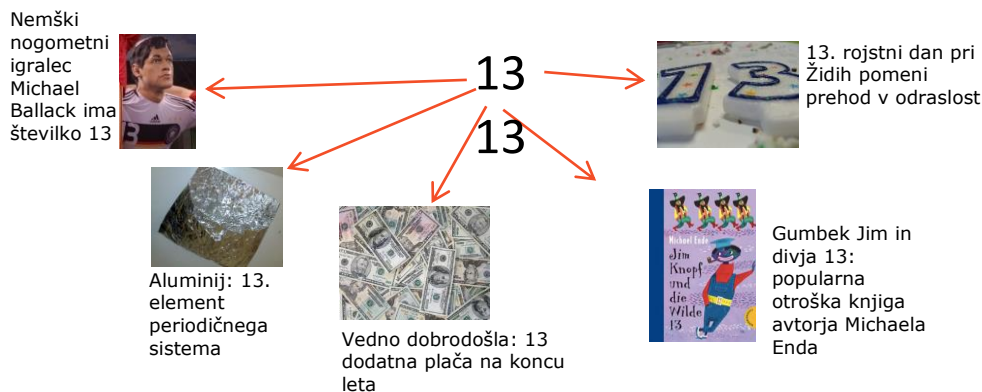 Nemški
nogometni
igralec
Michael
Ballack ima
številko 13
13
13
13
13. rojstni dan pri
Židih pomeni
prehod v odraslost
13
Aluminij: 13.
element
periodičnega
sistema
Vedno dobrodošla: 13
dodatna plača na koncu
leta
Michael Ende
Jim
Knopf
und
die
Wilde
13
Gumbek Jim in
divja 13:
popularna
otroška knjiga
avtorja Michaela
Enda